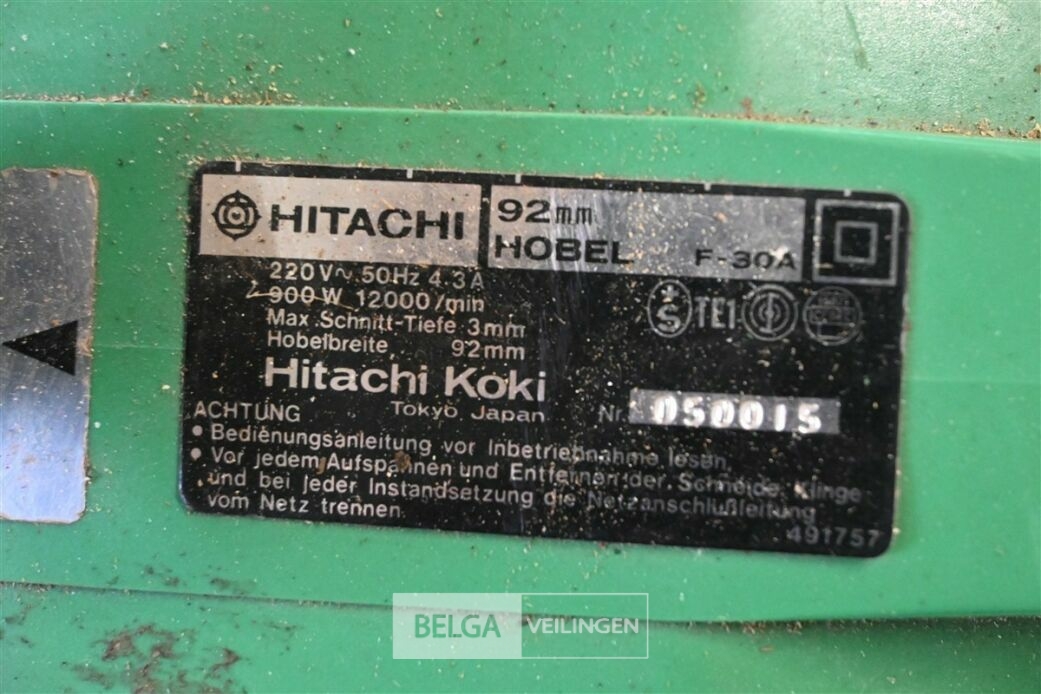 HITACHI
92mm
HOBEL F-30A
220V~ 50Hz 4.3A
900W 12000/min
Max.Schnitt-Tiefe 3mm
Hobelbreite 92mm
Hitachi Koki
Tokyo Japan
Nr. 050015
S TE1
ACHTUNG
• Bedienungsanleitung vor Inbetriebnahme lesen.
• Vor jedem Aufspannen und Entfernen der Schneide Klinge
und bei jeder Instandsetzung die Netzanschlußleitung
vom Netz trennen.
491757
BELGA VEILINGEN